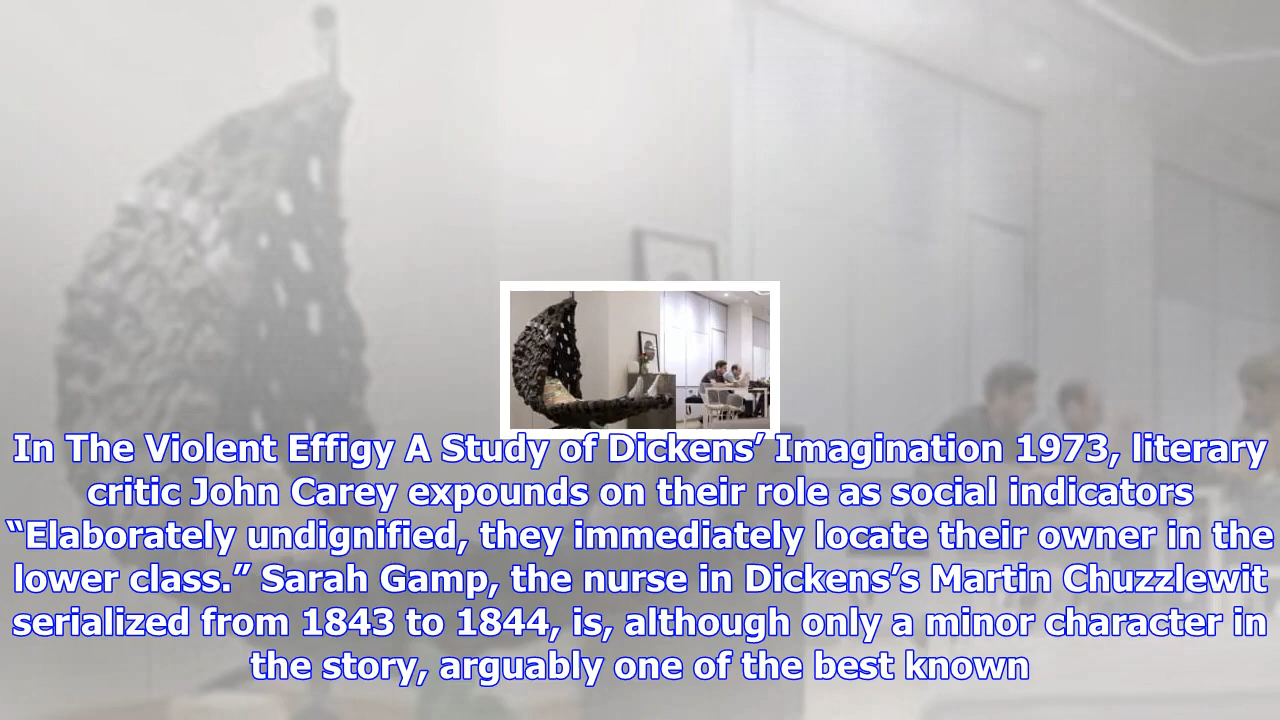 In The Violent Effigy A Study of Dickens’ Imagination 1973, literary
critic John Carey expounds on their role as social indicators
“Elaborately undignified, they immediately locate their owner in the
lower class.” Sarah Gamp, the nurse in Dickens’s Martin Chuzzlewit
serialized from 1843 to 1844, is, although only a minor character in
the story, arguably one of the best known